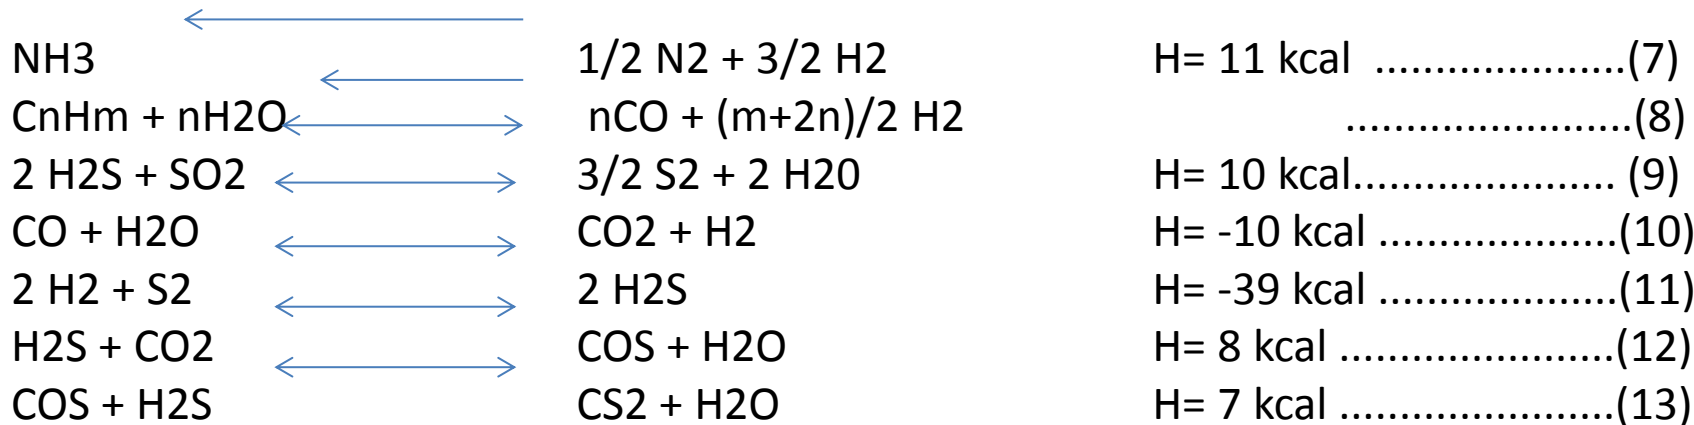 NH3 1/2 N2 + 3/2 H2 H= 11 kcal .....................(7)
CnHm + nH2O nCO + (m+2n)/2 H2 ........................(8)
2 H2S + SO2 3/2 S2 + 2 H20 H= 10 kcal...................... (9)
CO + H2O CO2 + H2 H= -10 kcal ....................(10)
2 H2 + S2 2 H2S H= -39 kcal ....................(11)
H2S + CO2 COS + H2O H= 8 kcal .......................(12)
COS + H2S CS2 + H2O H= 7 kcal .......................(13)